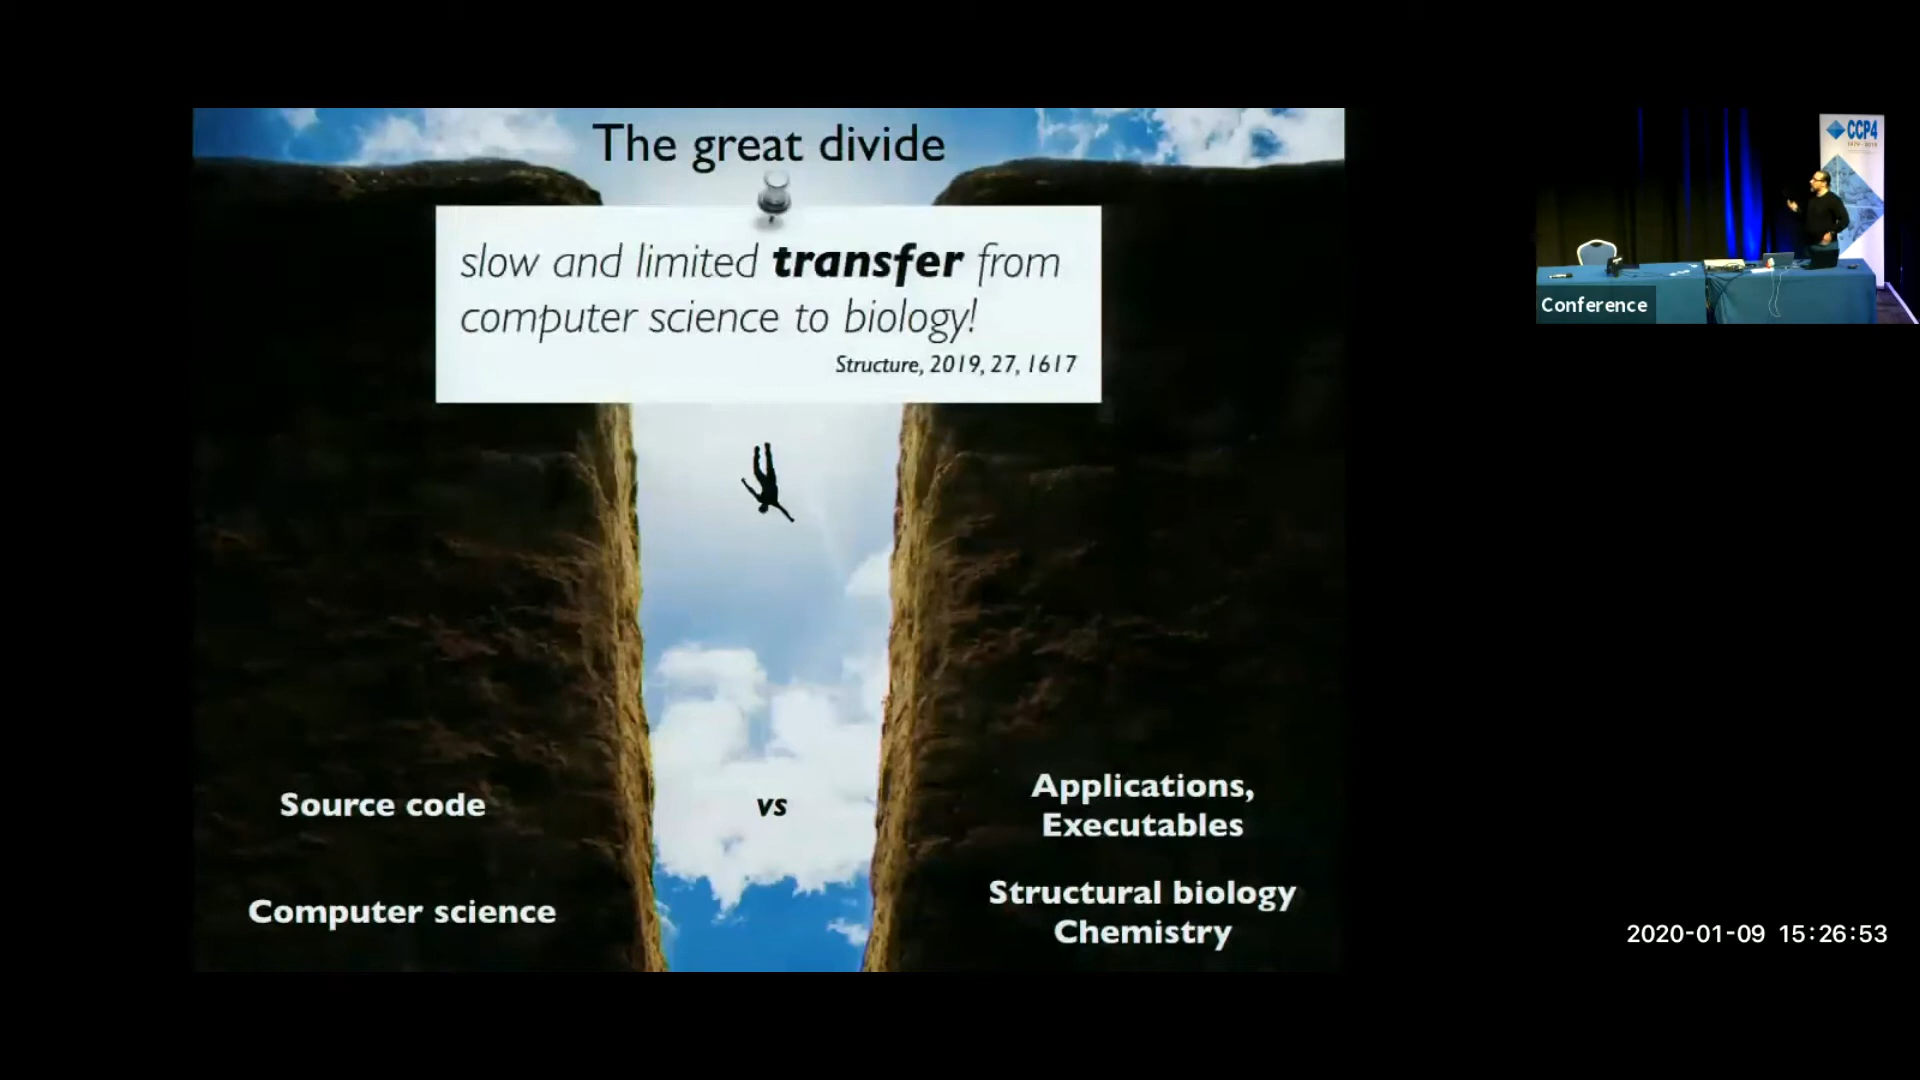 The great divide
slow and limited transfer from
computer science to biology!
Structure, 2019, 27, 1617
Source code
vs
Applications,
Executables
Computer science
Structural biology
Chemistry
CCP4
Conference
2020-01-09 15:26:53